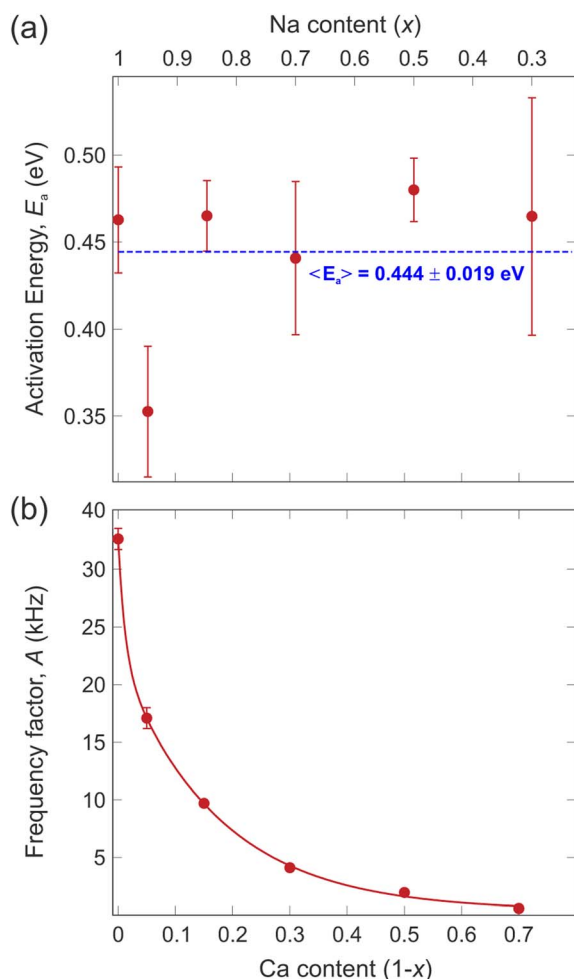 (a)
Na content (x)
1 0.9 0.8 0.7 0.6 0.5 0.4 0.3
Activation Energy, Eₐ (eV)
0.50
0.45
0.40
0.35
<Eₐ> = 0.444 ± 0.019 eV
(b)
Frequency factor, A (kHz)
40
30
25
20
15
10
5
0 0.1 0.2 0.3 0.4 0.5 0.6 0.7
Ca content (1-x)